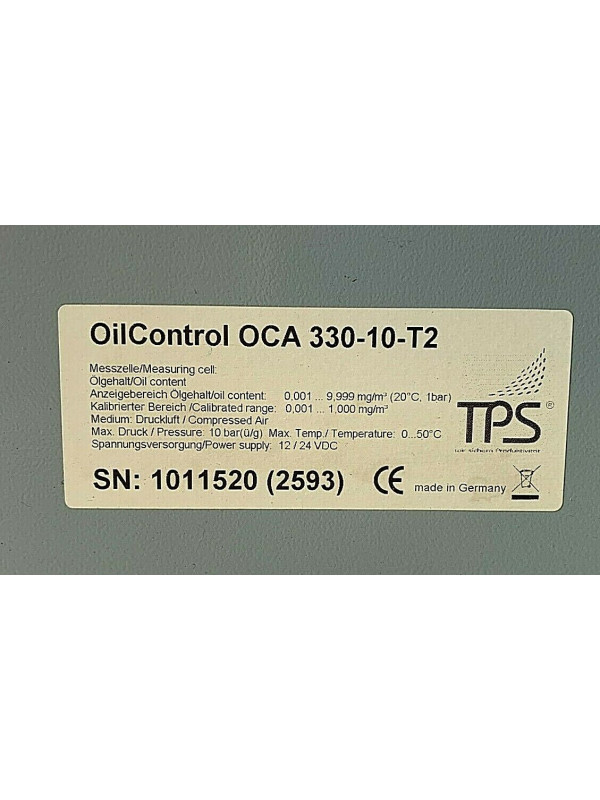 OilControl OCA 330-10-T2
Messzelle/Measuring cell:
Ölgehalt/Oil content
Anzeigebereich Ölgehalt/oil content: 0,001 ... 9,999 mg/m³ (20°C, 1bar)
Kalibrierter Bereich /Calibrated range: 0,001 ... 1,000 mg/m³
Medium: Druckluft / Compressed Air
Max. Druck / Pressure: 10 bar(ü/g) Max. Temp./ Temperature: 0...50°C
Spannungsversorgung/Power supply: 12 / 24 VDC
TPS®
SN: 1011520 (2593) CE made in Germany